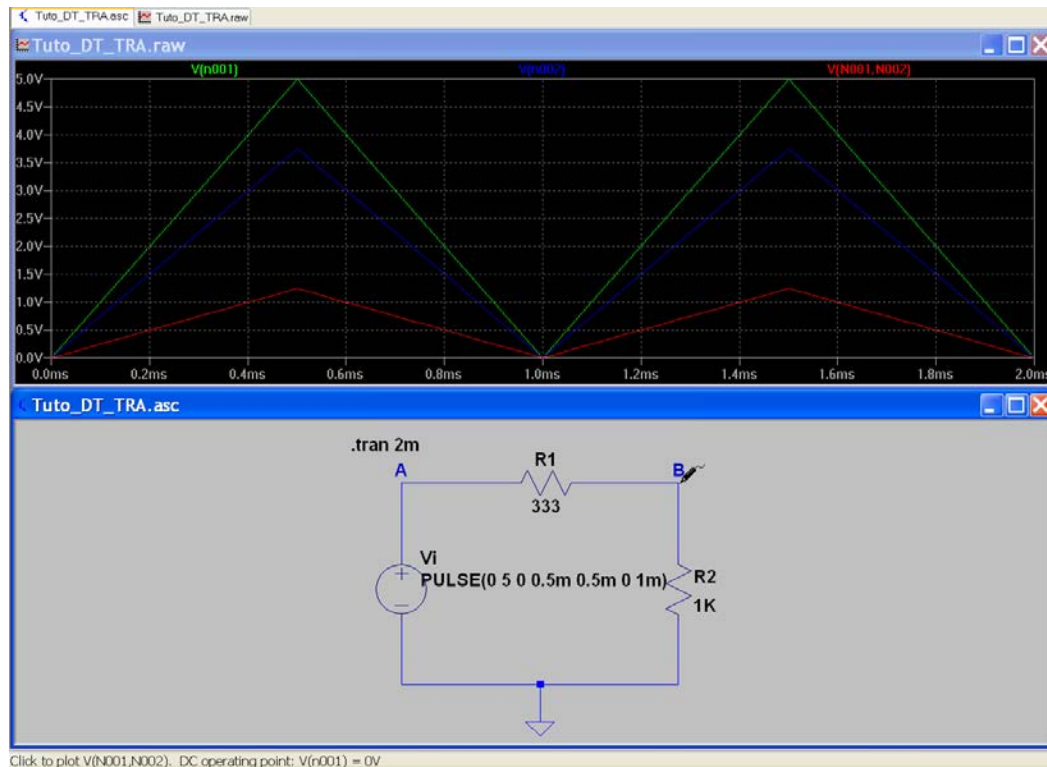 Tuto_DT_TRA.asc Tuto_DT_TRA.raw
Tuto_DT_TRA.raw
V(n001) V(n002) V(N001,N002)
5.0V
4.5V
4.0V
3.5V
3.0V
2.5V
2.0V
1.5V
1.0V
0.5V
0.0V
0.0ms 0.2ms 0.4ms 0.6ms 0.8ms 1.0ms 1.2ms 1.4ms 1.6ms 1.8ms 2.0ms
Tuto_DT_TRA.asc
.tran 2m
A R1 B
333
Vi
PULSE(0 5 0 0.5m 0.5m 0 1m) R2
1K
Click to plot V(N001,N002). DC operating point: V(n001) = 0V